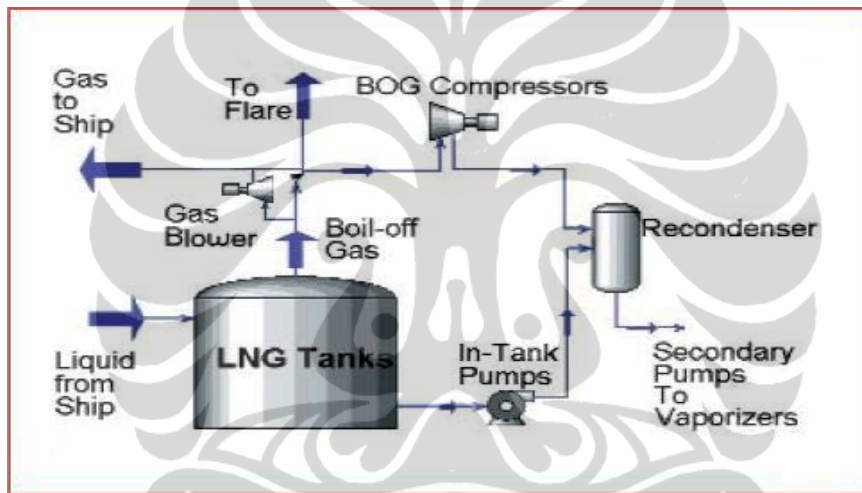 Gas
to
Ship
To
Flare
BOG Compressors
Gas
Blower
Boil-off
Gas
Recondenser
Liquid
from
Ship
LNG Tanks
In-Tank
Pumps
Secondary
Pumps
To
Vaporizers